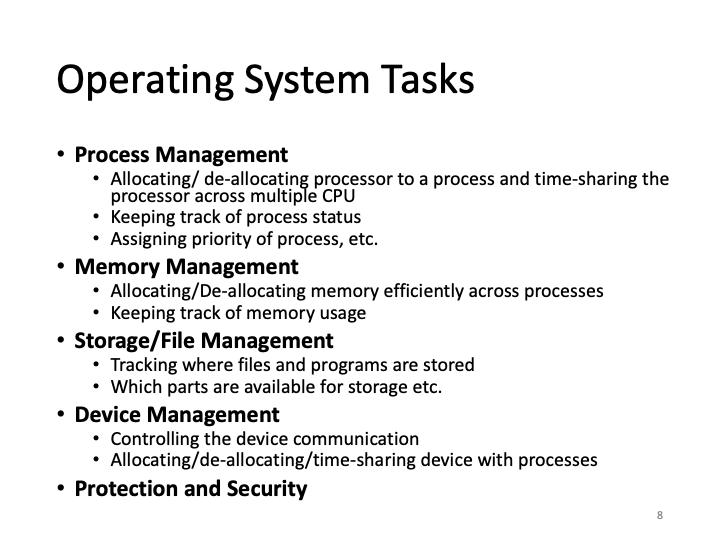 Operating System Tasks
• Process Management
• Allocating/ de-allocating processor to a process and time-sharing the
processor across multiple CPU
• Keeping track of process status
• Assigning priority of process, etc.
• Memory Management
• Allocating/De-allocating memory efficiently across processes
• Keeping track of memory usage
• Storage/File Management
• Tracking where files and programs are stored
• Which parts are available for storage etc.
• Device Management
• Controlling the device communication
• Allocating/de-allocating/time-sharing device with processes
• Protection and Security
8